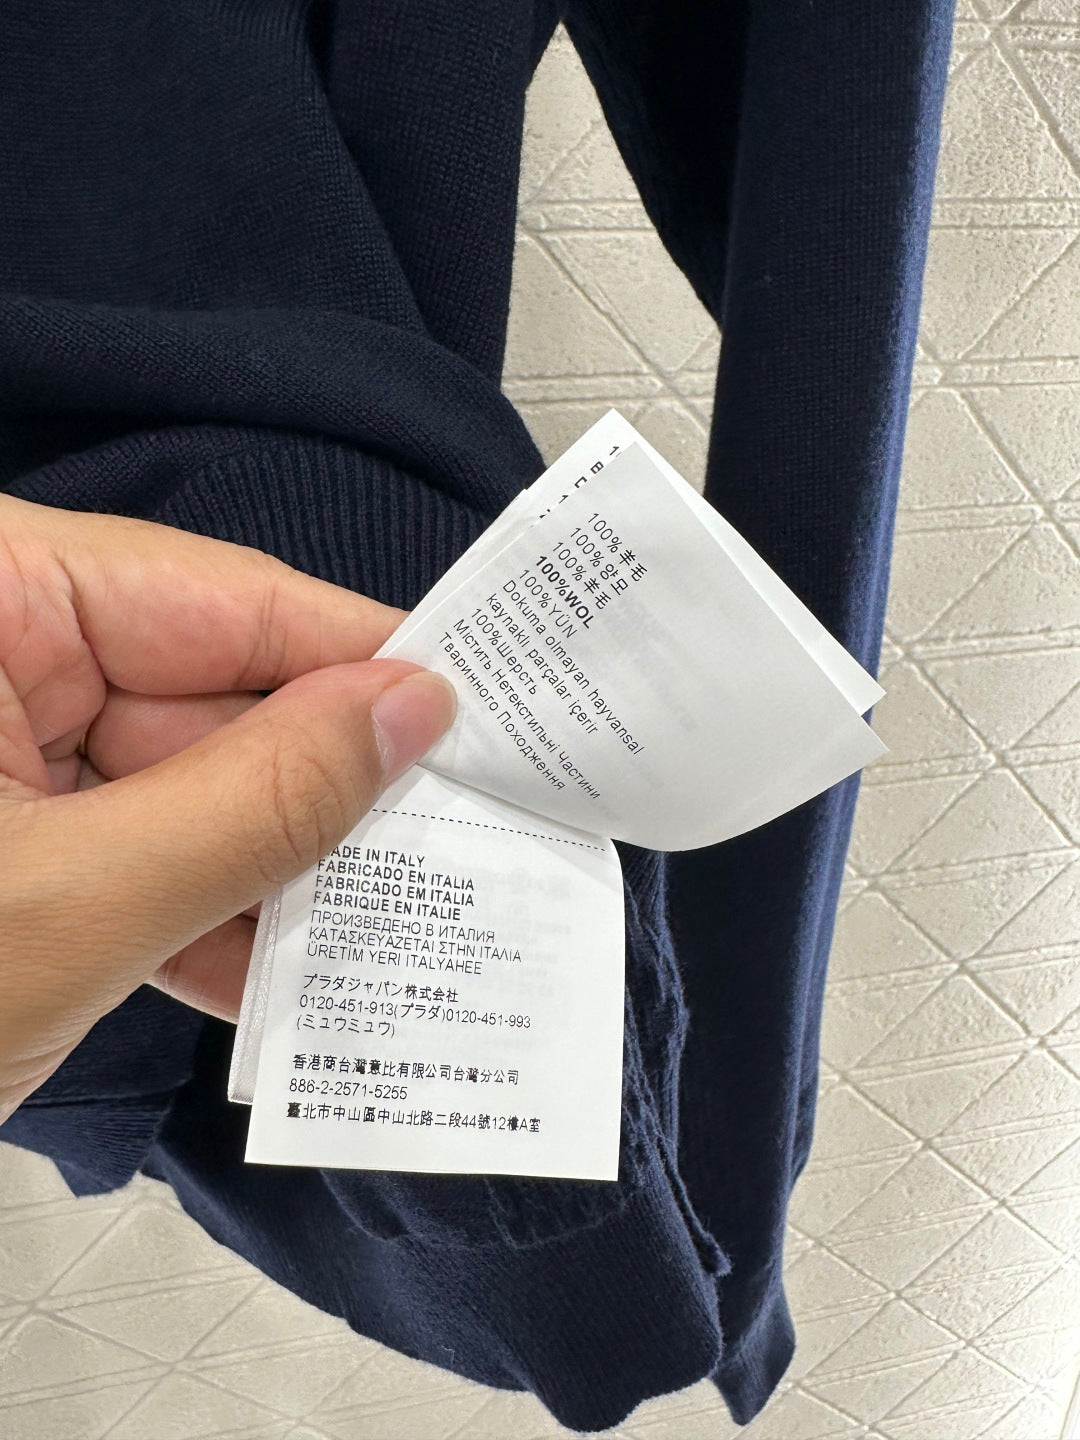 100%羊毛
100%양모
100%羊毛
100%WOL
100%YÜN
Dokuma olmayan hayvansal
kaynaklı parçalar içerir
100%Шерсть
Містить Нетекстильні Частини
Тваринного Походження
ADE IN ITALY
FABRICADO EN ITALIA
FABRICADO EM ITALIA
FABRIQUE EN ITALIE
ПРОИЗВЕДЕНО В ИТАЛИЯ
ΚΑΤΑΣΚΕΥΑΖΕΤΑΙ ΣΤΗΝ ΙΤΑΛΙΑ
ÜRETİM YERI ITALYAHEE
プラダジャパン株式会社
0120-451-913(プラダ)0120-451-993
(ミュウミュウ)
香港商台灣意比有限公司台灣分公司
886-2-2571-5255
臺北市中山區中山北路二段44號12樓A室